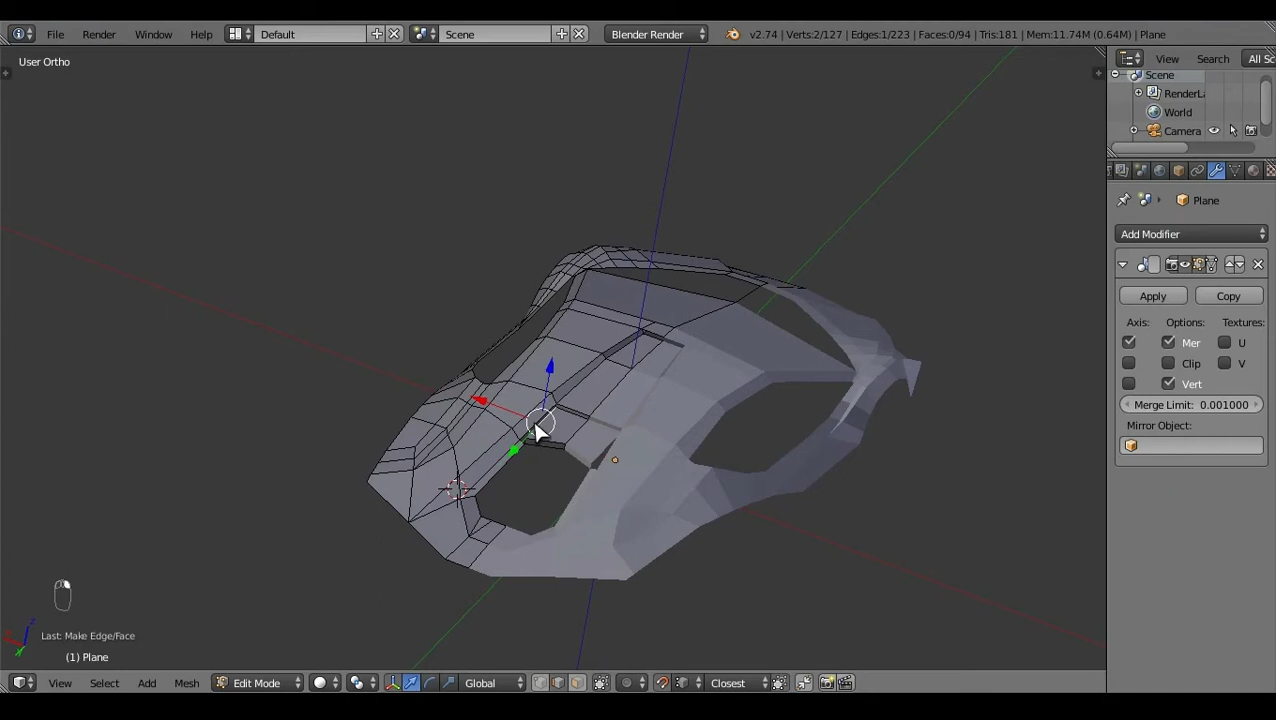 File Render Window Help Default Scene Blender Render v2.74 | Verts:2/127 | Edges:1/223 | Faces:0/94 | Tris:181 | Mem:11.74M (0.64M) | Plane
User Ortho
View Search All Sc
Scene
RenderLa
World
Camera
Plane
Add Modifier
Apply Copy
Axis: Options: Textures:
Mer U
Clip V
Vert
Merge Limit: 0.001000
Mirror Object:
Last: Make Edge/Face
(1) Plane
View Select Add Mesh Edit Mode Global Closest